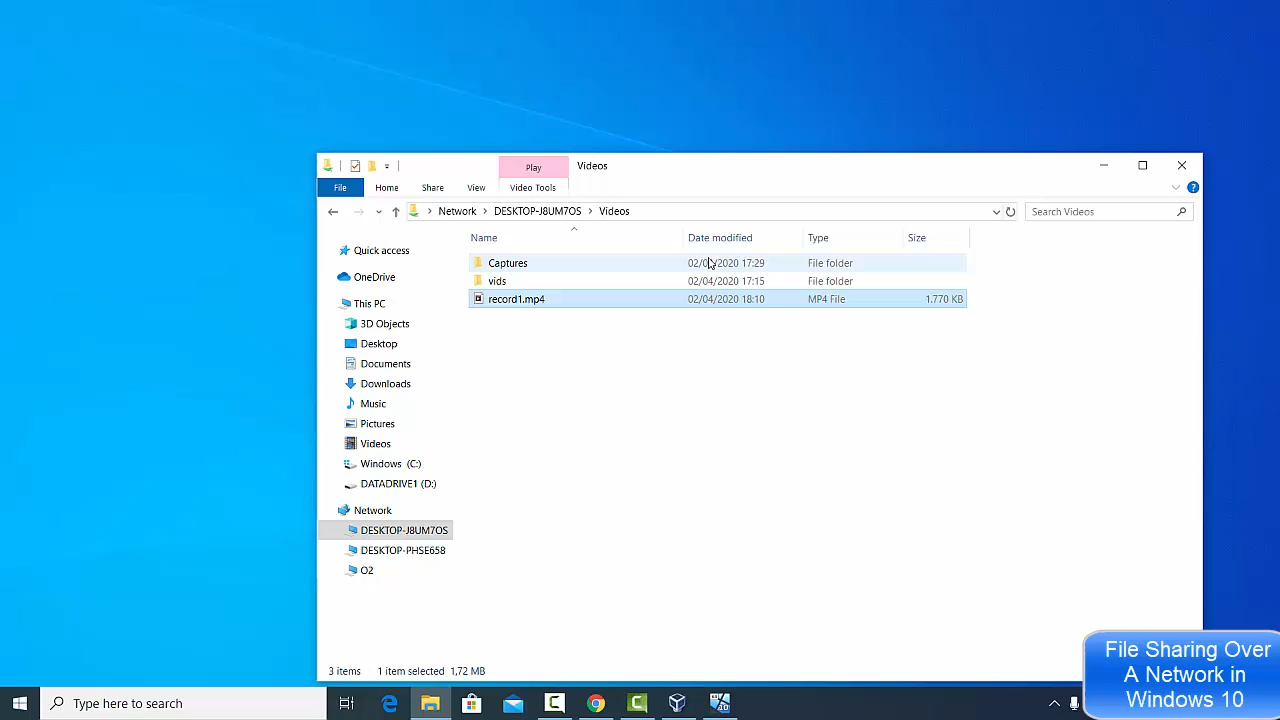 Play
Videos
File
Home
Share
View
Video Tools
Network
DESKTOP-J8UM7OS
Videos
Search Videos
Name
Date modified
Type
Size
Captures
02/04/2020 17:29
File folder
vids
02/04/2020 17:15
File folder
record1.mp4
02/04/2020 18:10
MP4 File
1.770 KB
Quick access
OneDrive
This PC
3D Objects
Desktop
Documents
Downloads
Music
Pictures
Videos
Windows (C:)
DATADRIVE1 (D:)
Network
DESKTOP-J8UM7OS
DESKTOP-PHSE658
O2
3 items
1 item selected 1,72 MB
File Sharing Over
A Network in
Windows 10
Type here to search